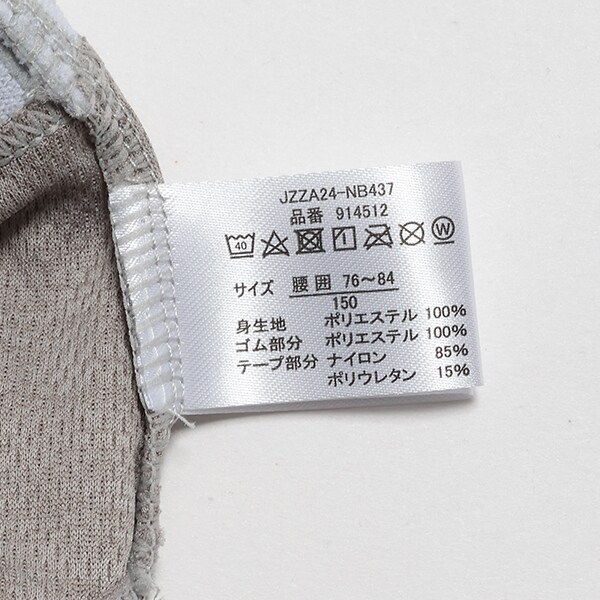 JZZA24-NB437
品番 914512
40 W
サイズ 腰囲 76～84
150
身生地 ポリエステル 100%
ゴム部分 ポリエステル 100%
テープ部分 ナイロン 85%
ポリウレタン 15%